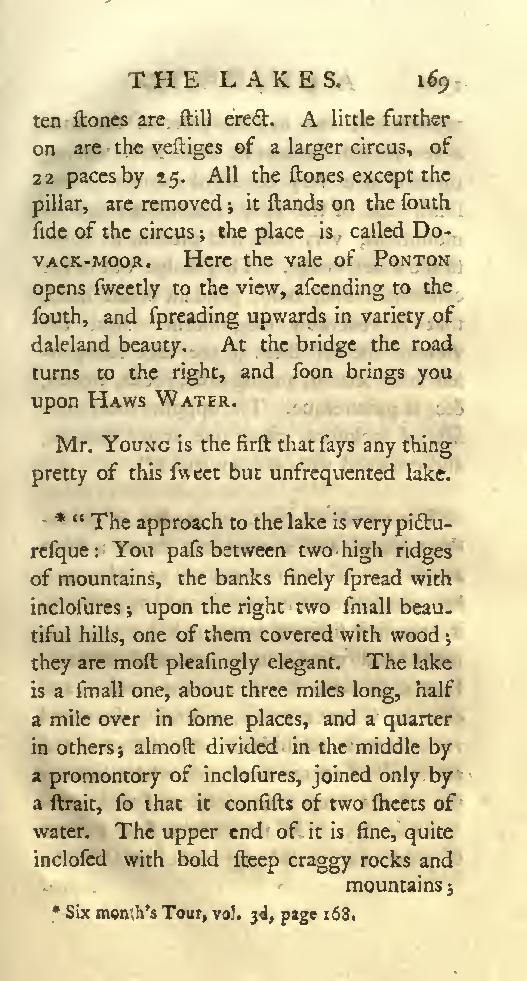 THE LAKES. 169
ten ſtones are ſtill erect. A little further
on are the veſtiges of a larger circus, of
22 paces by 25. All the ſtones except the
pillar, are removed; it ſtands on the ſouth
ſide of the circus; the place is called Do-
VACK-MOOR. Here the vale of PONTON
opens ſweetly to the view, aſcending to the
ſouth, and ſpreading upwards in variety of
daleland beauty. At the bridge the road
turns to the right, and ſoon brings you
upon HAWS WATER.
Mr. YOUNG is the firſt that ſays any thing
pretty of this ſweet but unfrequented lake.
* “ The approach to the lake is very pictu-
reſque: You paſs between two high ridges
of mountains, the banks finely ſpread with
incloſures; upon the right two ſmall beau-
tiful hills, one of them covered with wood;
they are moſt pleaſingly elegant. The lake
is a ſmall one, about three miles long, half
a mile over in ſome places, and a quarter
in others; almoſt divided in the middle by
a promontory of incloſures, joined only by
a ſtrait, ſo that it conſiſts of two ſheets of
water. The upper end of it is fine, quite
incloſed with bold ſteep craggy rocks and
mountains;
* Six month's Tour, vol. 3d, page 168.